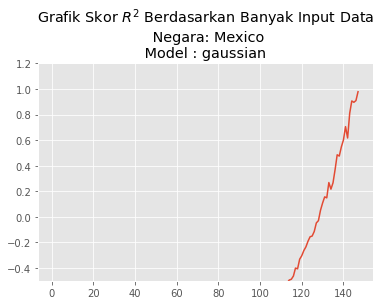 Grafik Skor R² Berdasarkan Banyak Input Data
Negara: Mexico
Model : gaussian
1.2
1.0
0.8
0.6
0.4
0.2
0.0
−0.2
−0.4
0 20 40 60 80 100 120 140